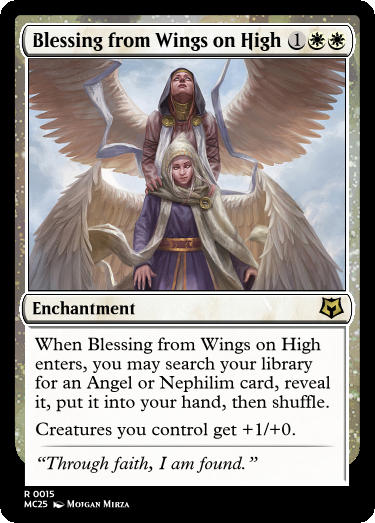 Blessing from Wings on High 1
Enchantment
When Blessing from Wings on High
enters, you may search your library
for an Angel or Nephilim card, reveal
it, put it into your hand, then shuffle.
Creatures you control get +1/+0.
“Through faith, I am found.”
R 0015
MC25 Mofgan Mirza